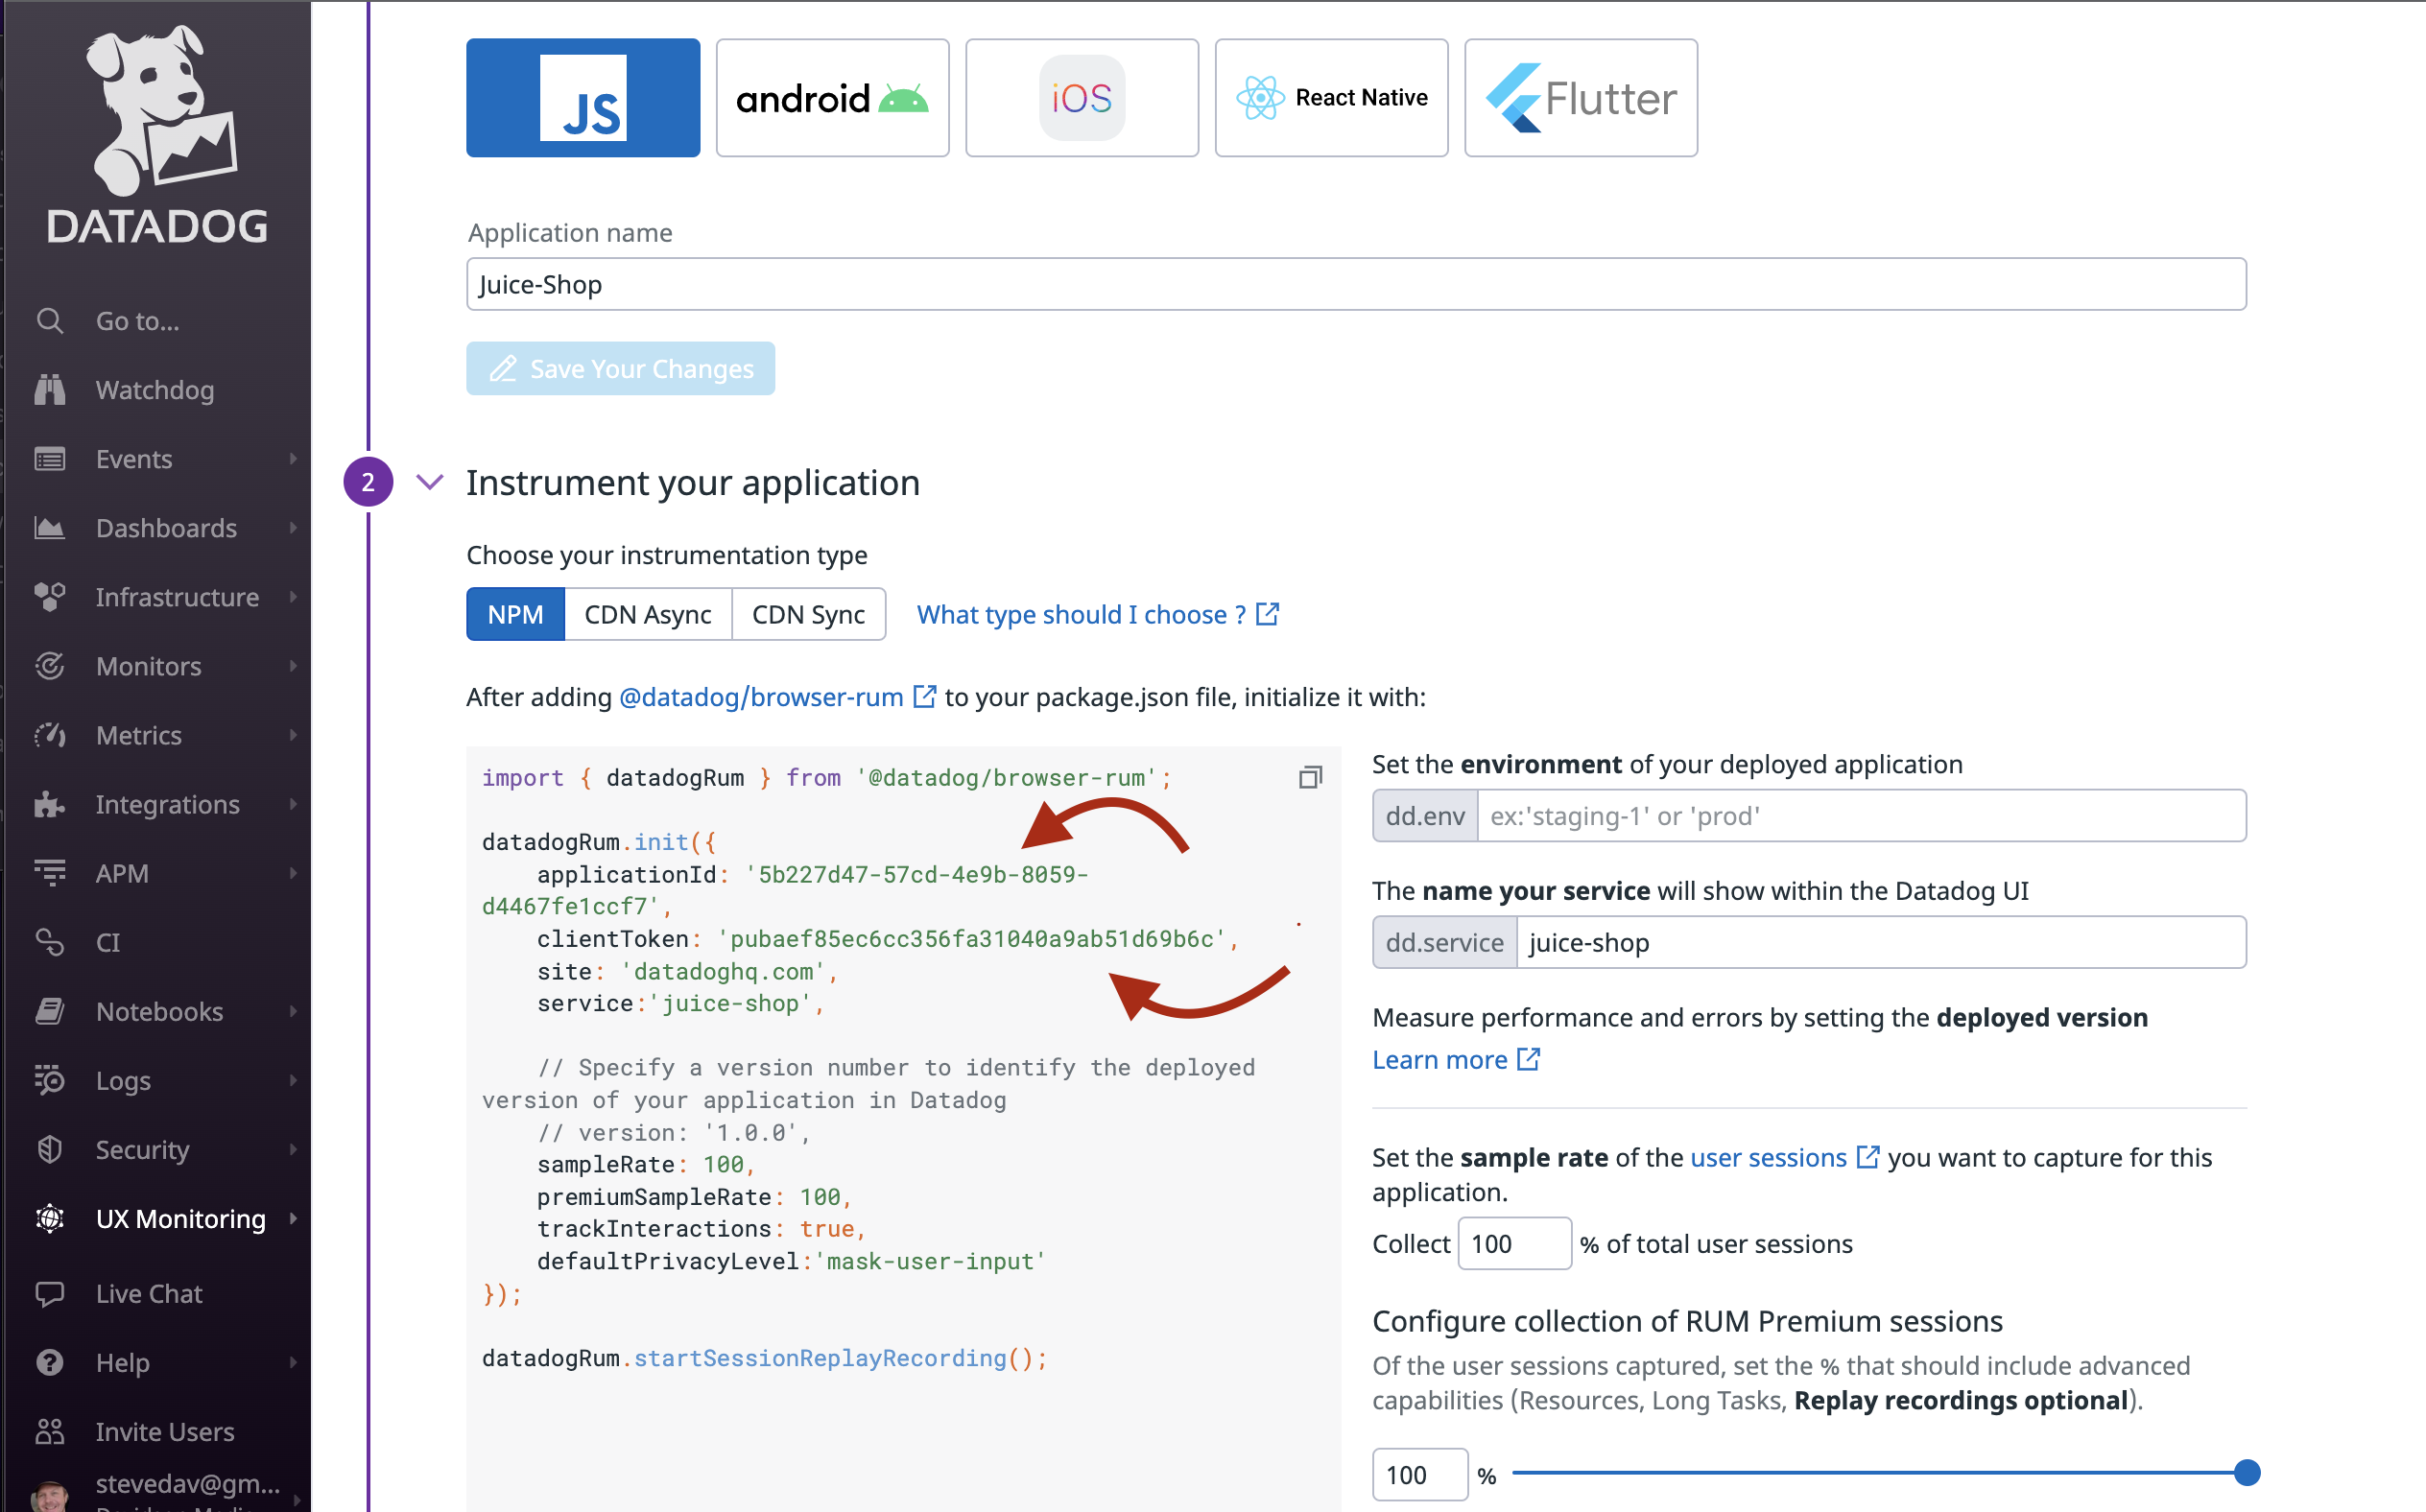 DATADOG
Go to...
Watchdog
Events
Dashboards
Infrastructure
Monitors
Metrics
Integrations
APM
CI
Notebooks
Logs
Security
UX Monitoring
Live Chat
Help
Invite Users
stevedav@gm...
JS
android
iOS
React Native
Flutter
Application name
Juice-Shop
Save Your Changes
2
Instrument your application
Choose your instrumentation type
NPM CDN Async CDN Sync What type should I choose ?
After adding @datadog/browser-rum to your package.json file, initialize it with:
import { datadogRum } from '@datadog/browser-rum';
datadogRum.init({
applicationId: '5b227d47-57cd-4e9b-8059-
d4467fe1ccf7',
clientToken: 'pubaef85ec6cc356fa31040a9ab51d69b6c',
site: 'datadoghq.com',
service:'juice-shop',
// Specify a version number to identify the deployed
version of your application in Datadog
// version: '1.0.0',
sampleRate: 100,
premiumSampleRate: 100,
trackInteractions: true,
defaultPrivacyLevel:'mask-user-input'
});
datadogRum.startSessionReplayRecording();
Set the environment of your deployed application
dd.env ex:'staging-1' or 'prod'
The name your service will show within the Datadog UI
dd.service juice-shop
Measure performance and errors by setting the deployed version
Learn more
Set the sample rate of the user sessions you want to capture for this
application.
Collect 100 % of total user sessions
Configure collection of RUM Premium sessions
Of the user sessions captured, set the % that should include advanced
capabilities (Resources, Long Tasks, Replay recordings optional).
100 %